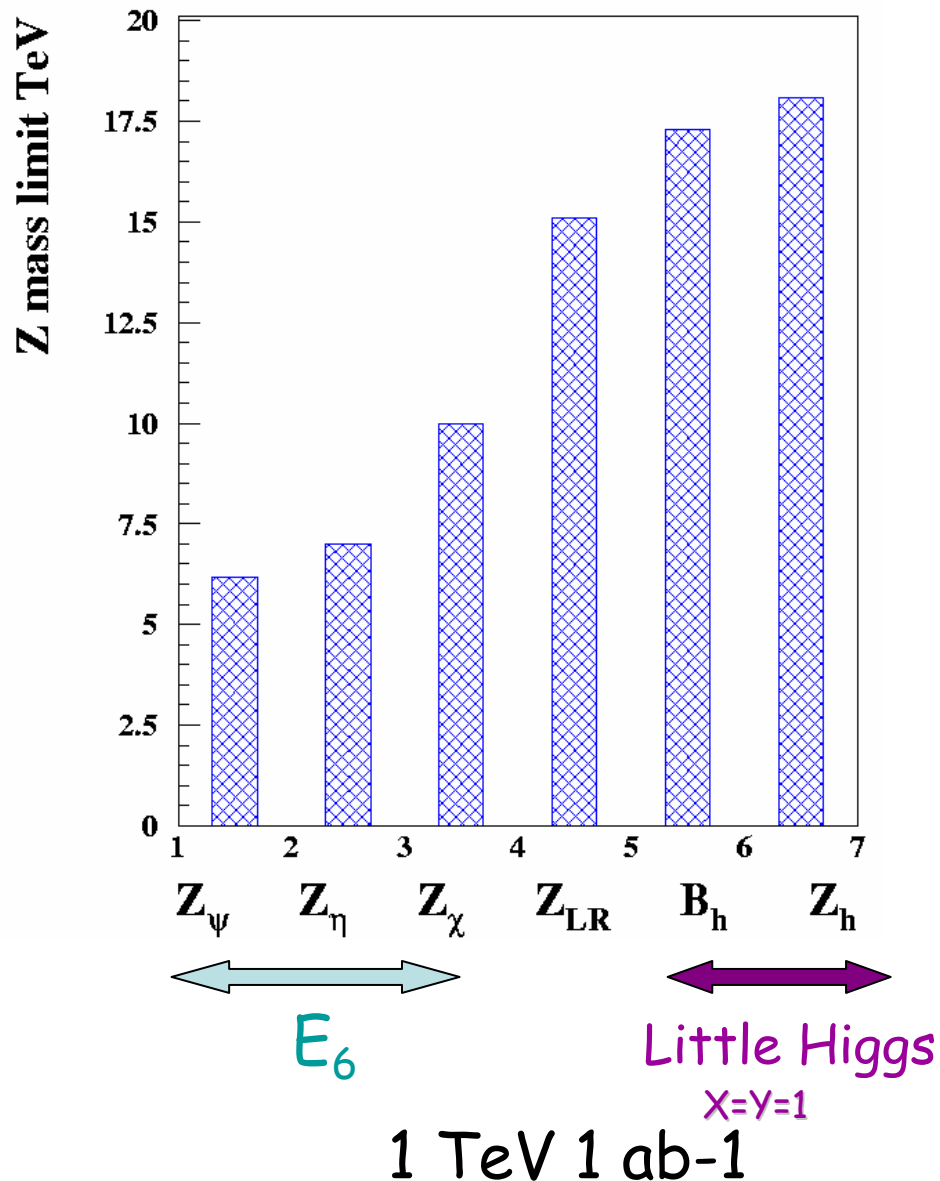 Z mass limit TeV
20
17.5
15
12.5
10
7.5
5
2.5
0
1 2 3 4 5 6 7
Zψ Zη Zχ ZLR Bh Zh
E6 Little Higgs
X=Y=1
1 TeV 1 ab-1